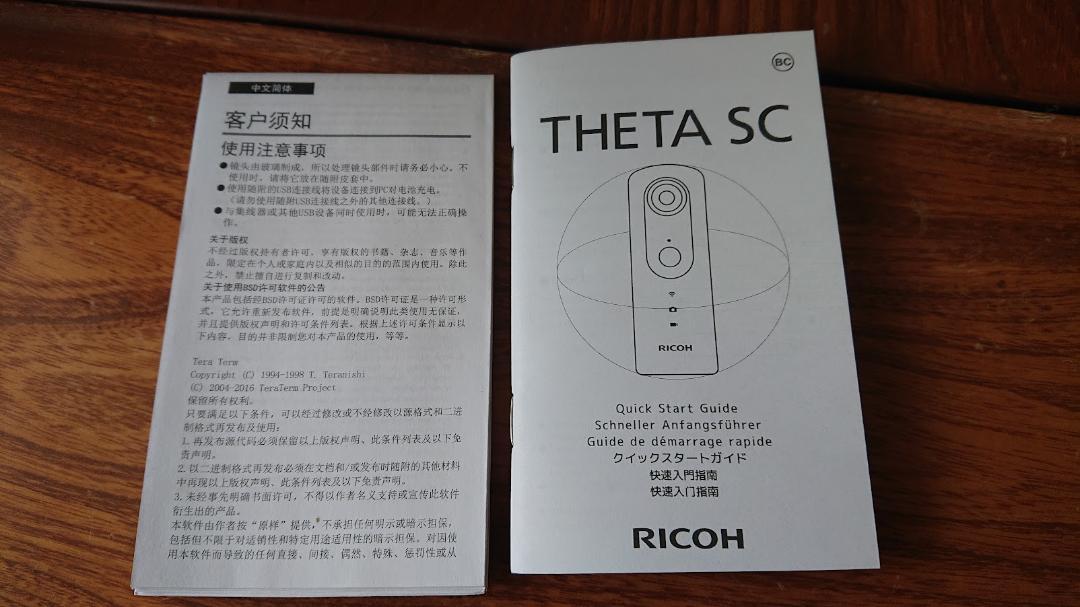 中文简体
客户须知
使用注意事项
●镜头由玻璃制成，所以处理镜头部件时请务必小心。不
使用时，请将它放在随附皮套中。
●使用随附的USB连接线将设备连接到PC对电池充电。
（请勿使用随附USB连接线之外的其他连接线。）
●与集线器或其他USB设备同时使用时，可能无法正确操
作。
关于版权
不经过版权持有者许可，享有版权的书籍、杂志、音乐等作
品，限定在个人或家庭内以及相似的目的的范围内使用。除此
之外，禁止擅自进行复制和改动。
关于使用BSD许可软件的公告
本产品包括经BSD许可证许可的软件。BSD许可证是一种许可形
式，它允许重新发布软件，前提是明确说明此类使用无保证，
并且提供版权声明和许可条件列表。根据上述许可条件显示以
下内容，目的并非限制您对本产品的使用，等等。
Tera Term
Copyright (C) 1994-1998 T. Teranishi
(C) 2004-2016 TeraTerm Project
保留所有权利。
只要满足以下条件，可以经过修改或不经修改以源格式和二进
制格式再发布及使用：
1. 再发布源代码必须保留以上版权声明、此条件列表及以下免
责声明。
2. 以二进制格式再发布必须在文档和/或发布时随附的其他材料
中再现以上版权声明、此条件列表及以下免责声明。
3. 未经事先明确书面许可，不得以作者名义支持或宣传此软件
衍生出的产品。
本软件由作者按“原样”提供，不承担任何明示或暗示担保，
包括但不限于对适销性和特定用途适用性的暗示担保。对因使
用本软件而导致的任何直接、间接、偶然、特殊、惩罚性或从
BC
THETA SC
RICOH
Quick Start Guide
Schneller Anfangsführer
Guide de démarrage rapide
クイックスタートガイド
快速入門指南
快速入门指南
RICOH